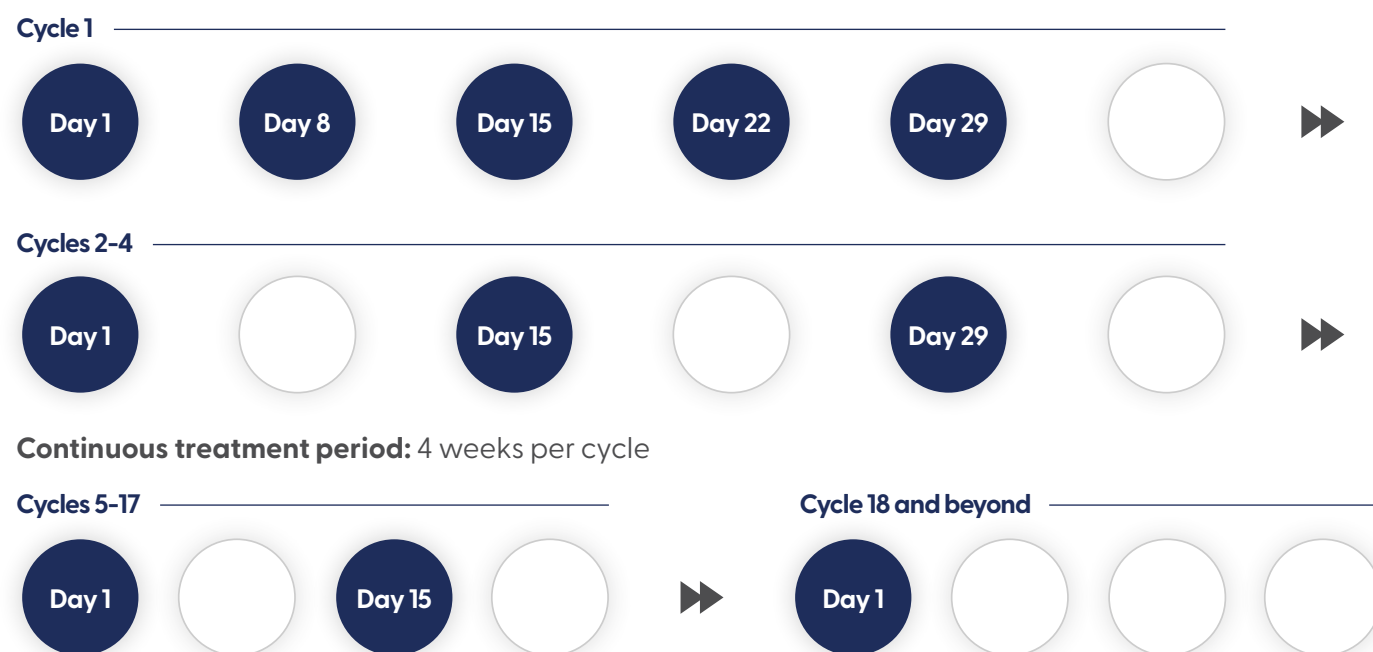 Cycle 1
Day 1 Day 8 Day 15 Day 22 Day 29
Cycles 2-4
Day 1 Day 15 Day 29
Continuous treatment period: 4 weeks per cycle
Cycles 5-17 Cycle 18 and beyond
Day 1 Day 15 Day 1